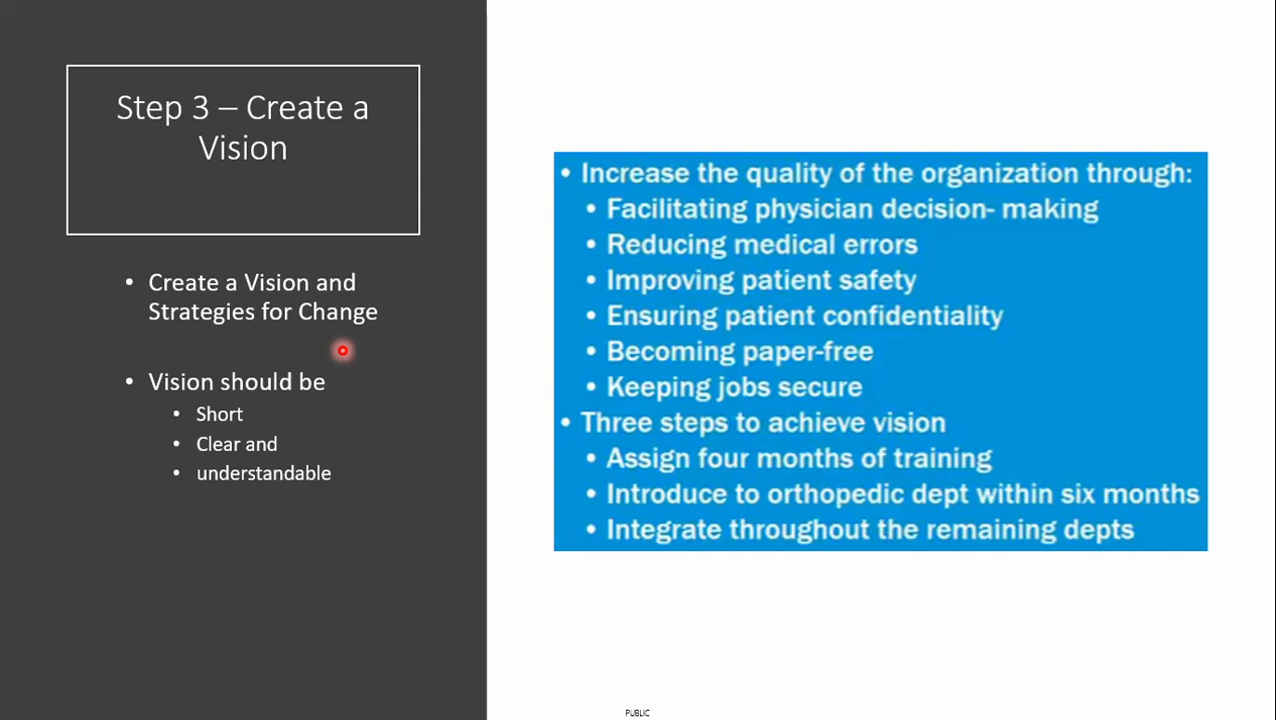 Step 3 – Create a
Vision
• Create a Vision and
Strategies for Change
• Vision should be
• Short
• Clear and
• understandable
• Increase the quality of the organization through:
• Facilitating physician decision- making
• Reducing medical errors
• Improving patient safety
• Ensuring patient confidentiality
• Becoming paper-free
• Keeping jobs secure
• Three steps to achieve vision
• Assign four months of training
• Introduce to orthopedic dept within six months
• Integrate throughout the remaining depts
PUBLIC